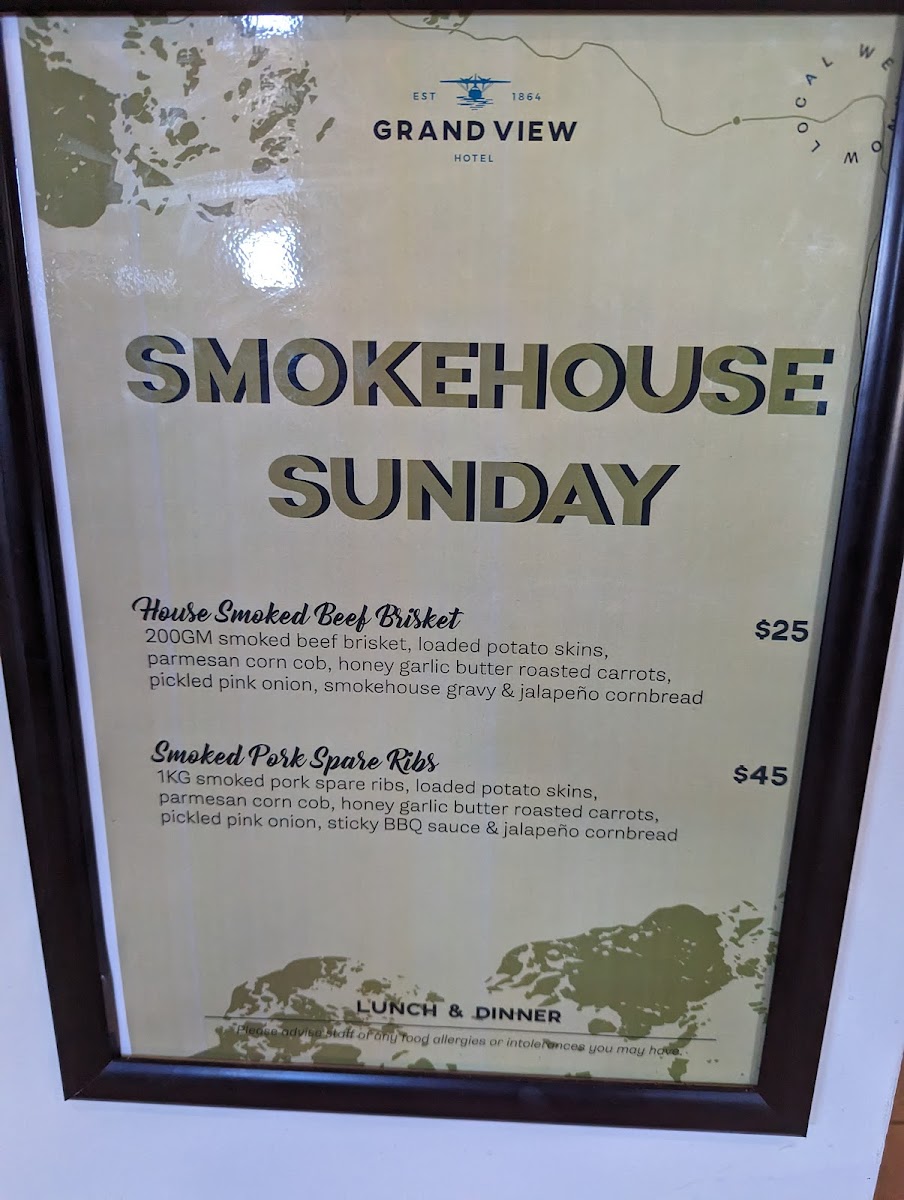 EST 1864
GRAND VIEW
HOTEL
LOCAL WE
SMOKEHOUSE
SUNDAY
House Smoked Beef Brisket
$25
200GM smoked beef brisket, loaded potato skins,
parmesan corn cob, honey garlic butter roasted carrots,
pickled pink onion, smokehouse gravy & jalapeño cornbread
Smoked Pork Spare Ribs
$45
1KG smoked pork spare ribs, loaded potato skins,
parmesan corn cob, honey garlic butter roasted carrots,
pickled pink onion, sticky BBQ sauce & jalapeño cornbread
LUNCH & DINNER
*Please advise staff of any food allergies or intolerances you may have.